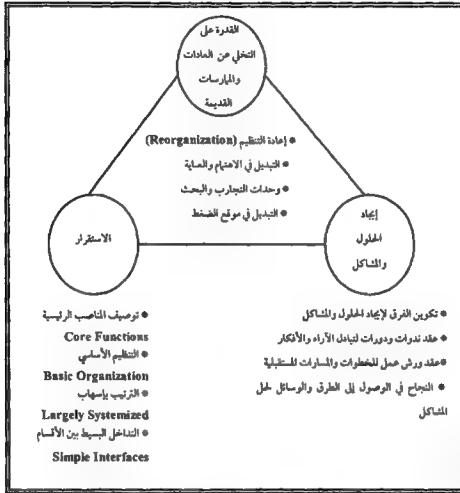 القدرة على
التخلي عن العادات
والممارسات
القديمة
• إعادة التنظيم (Reorganization)
• التبديل في الاهتمام والعناية
• وحدات التجارب والبحث
• التبديل في موقع الضغط
الاستقرار
إيجاد
الحلول
والمشاكل
• توصيف المناصب الرئيسية
Core Functions
• التنظيم الأساسي
Basic Organization
• الترتيب بإسهاب
Largely Systemized
• التداخل البسيط بين الأقسام
Simple Interfaces
• تكوين الفرق لإيجاد الحلول والمشاكل
• عقد ندوات ودورات لتبادل الآراء والأفكار
• عقد ورش عمل للخطوات والمسارات المستقبلية
• النجاح في الوصول إلى الطرق والوسائل لحل
المشاكل